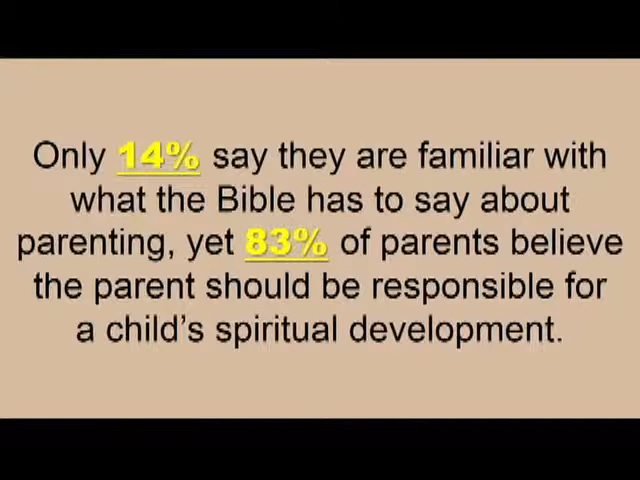 Only 14% say they are familiar with
what the Bible has to say about
parenting, yet 83% of parents believe
the parent should be responsible for
a child’s spiritual development.